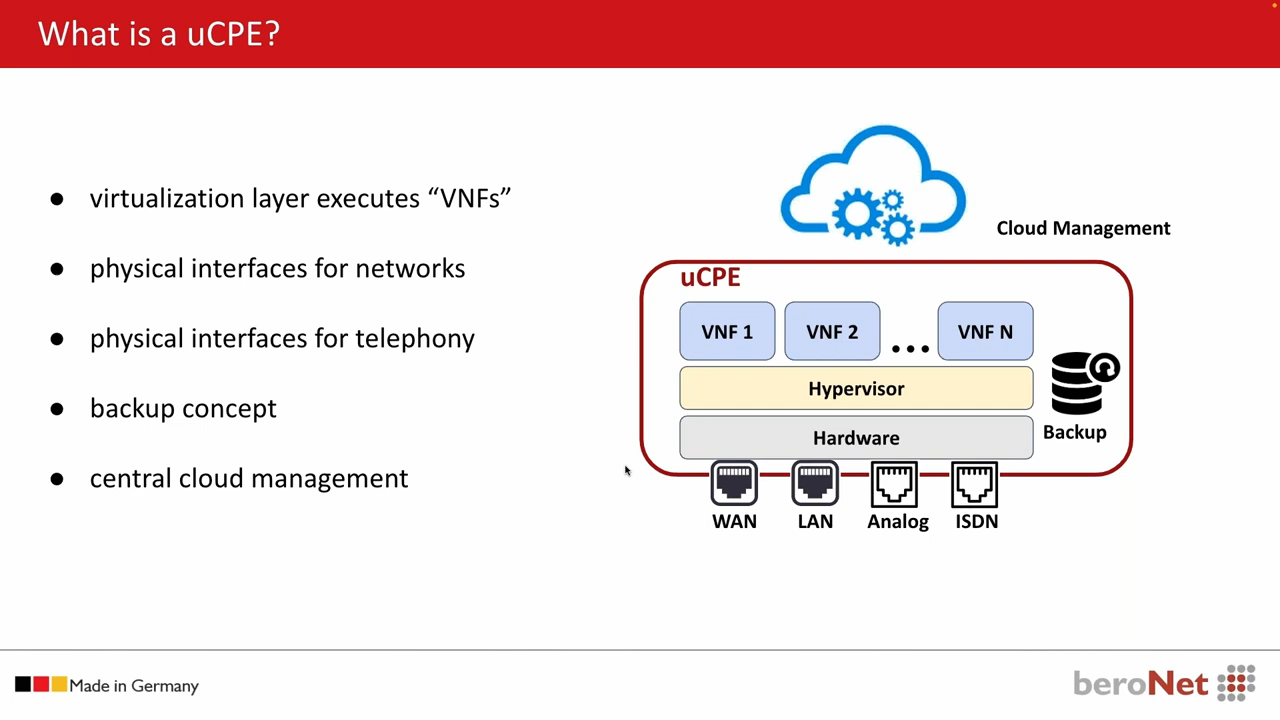 What is a uCPE?
● virtualization layer executes “VNFs”
● physical interfaces for networks
● physical interfaces for telephony
● backup concept
● central cloud management
Cloud Management
uCPE
VNF 1
VNF 2
...
VNF N
Hypervisor
Hardware
Backup
WAN
LAN
Analog
ISDN
Made in Germany
beroNet